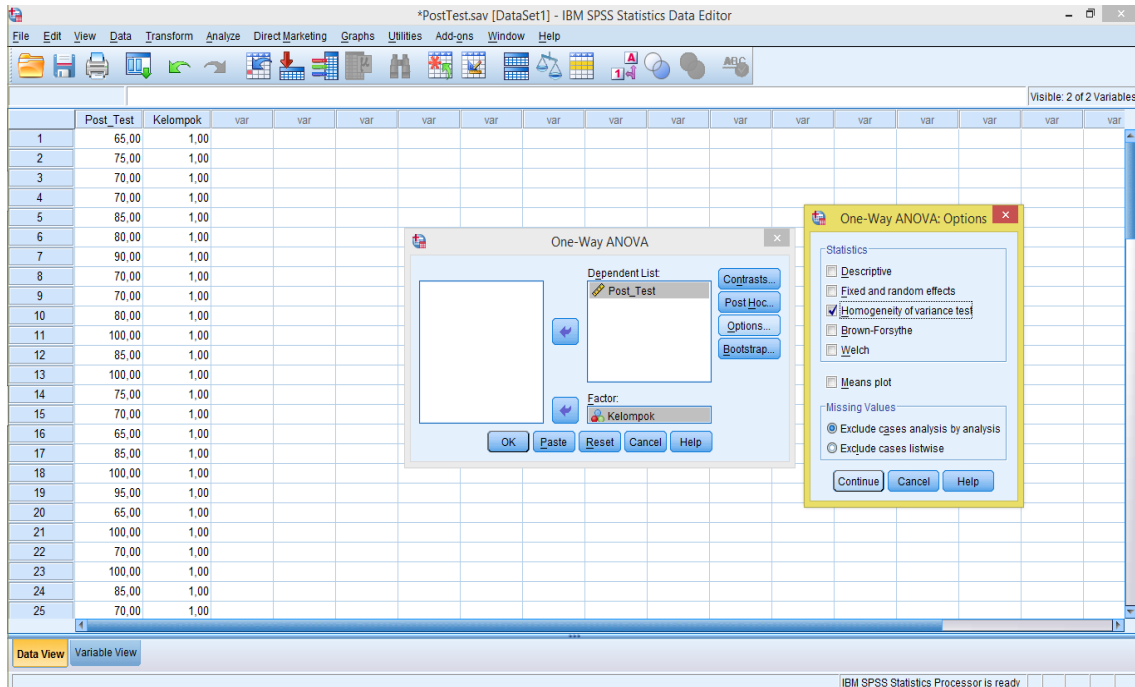 *PostTest.sav [DataSet1] - IBM SPSS Statistics Data Editor
File Edit View Data Transform Analyze Direct Marketing Graphs Utilities Add-ons Window Help
Visible: 2 of 2 Variables
Post_Test Kelompok var var var var var var var var var var var var var var var
1 65,00 1,00
2 75,00 1,00
3 70,00 1,00
4 70,00 1,00
5 85,00 1,00
6 80,00 1,00
7 90,00 1,00
8 70,00 1,00
9 70,00 1,00
10 80,00 1,00
11 100,00 1,00
12 85,00 1,00
13 100,00 1,00
14 75,00 1,00
15 70,00 1,00
16 65,00 1,00
17 85,00 1,00
18 100,00 1,00
19 95,00 1,00
20 65,00 1,00
21 100,00 1,00
22 70,00 1,00
23 100,00 1,00
24 85,00 1,00
25 70,00 1,00
One-Way ANOVA
Dependent List:
Post_Test
Factor:
Kelompok
Contrasts...
Post Hoc...
Options...
Bootstrap...
OK Paste Reset Cancel Help
One-Way ANOVA: Options
Statistics
Descriptive
Fixed and random effects
Homogeneity of variance test
Brown-Forsythe
Welch
Means plot
Missing Values
Exclude cases analysis by analysis
Exclude cases listwise
Continue Cancel Help
Data View Variable View
IBM SPSS Statistics Processor is ready